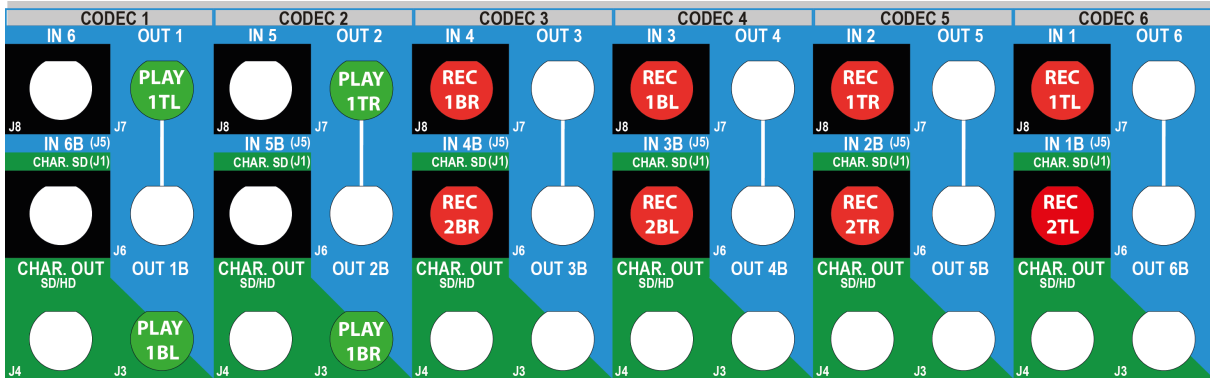 CODEC 1 CODEC 2 CODEC 3 CODEC 4 CODEC 5 CODEC 6
IN 6 OUT 1 IN 5 OUT 2 IN 4 OUT 3 IN 3 OUT 4 IN 2 OUT 5 IN 1 OUT 6
PLAY PLAY REC REC REC REC
1TL 1TR 1BR 1BL 1TR 1TL
J8 J7 J8 J7 J8 J7 J8 J7 J8 J7 J8 J7
IN 6B (J5) IN 5B (J5) IN 4B (J5) IN 3B (J5) IN 2B (J5) IN 1B (J5)
CHAR. SD (J1) CHAR. SD (J1) CHAR. SD (J1) CHAR. SD (J1) CHAR. SD (J1) CHAR. SD (J1)
REC REC REC REC
2BR 2BL 2TR 2TL
J6 J6 J6 J6 J6 J6
CHAR. OUT OUT 1B CHAR. OUT OUT 2B CHAR. OUT OUT 3B CHAR. OUT OUT 4B CHAR. OUT OUT 5B CHAR. OUT OUT 6B
SD/HD SD/HD SD/HD SD/HD SD/HD SD/HD
PLAY PLAY
1BL 1BR
J4 J3 J4 J3 J4 J3 J4 J3 J4 J3 J4 J3